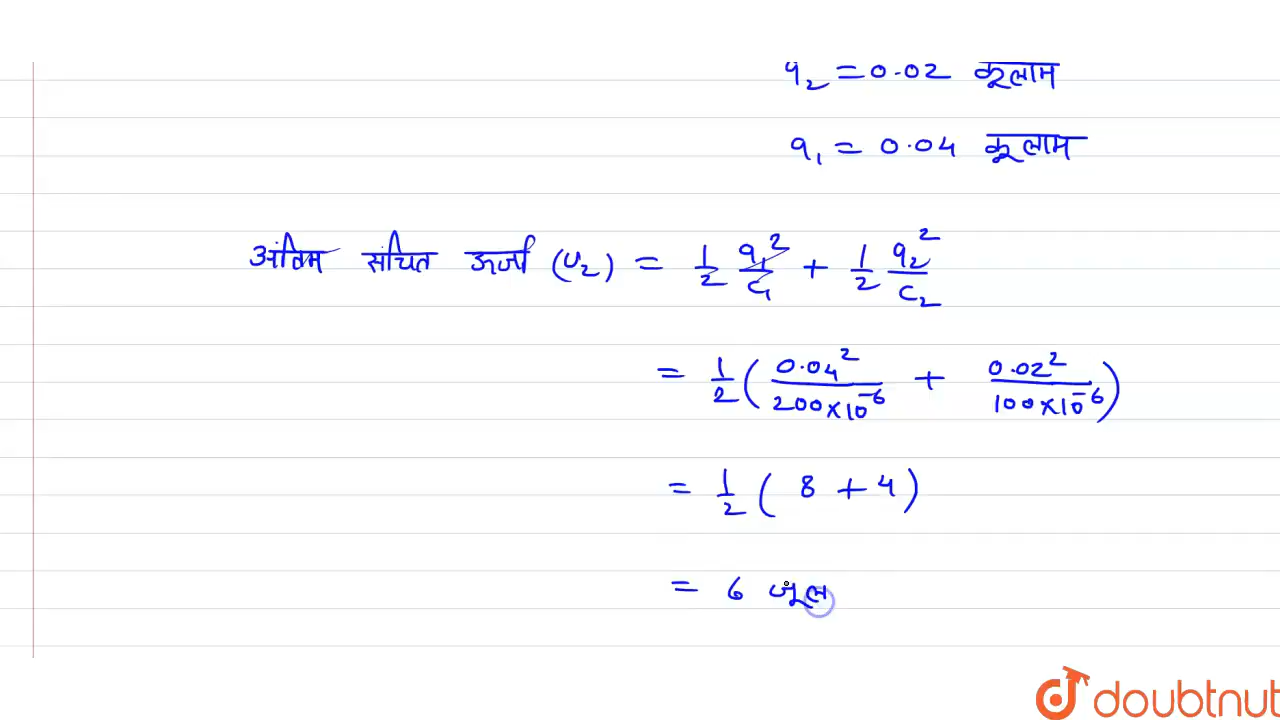 q₂ = 0.02 कूलाम
q₁ = 0.04 कूलाम
अंतिम संचित ऊर्जा (U₂) = 1/2 q₁²/C₁ + 1/2 q₂²/C₂
= 1/2 ( 0.04²/200×10⁻⁶ + 0.02²/100×10⁻⁶ )
= 1/2 ( 8 + 4 )
= 6 जूल
doubtnut